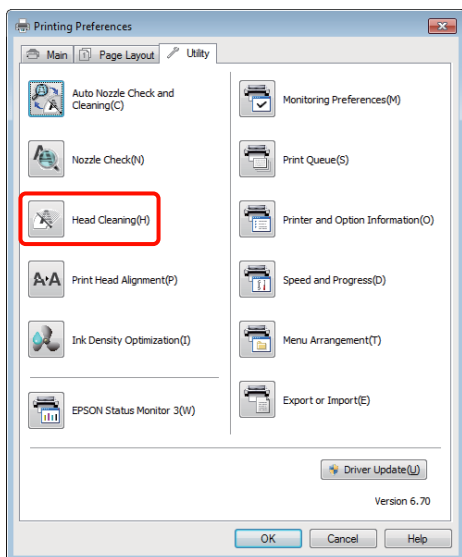 Printing Preferences
Main
Page Layout
Utility
Auto Nozzle Check and
Cleaning(C)
Monitoring Preferences(M)
Nozzle Check(N)
Print Queue(S)
Head Cleaning(H)
Printer and Option Information(O)
Print Head Alignment(P)
Speed and Progress(D)
Ink Density Optimization(I)
Menu Arrangement(T)
EPSON Status Monitor 3(W)
Export or Import(E)
Driver Update(U)
Version 6.70
OK
Cancel
Help